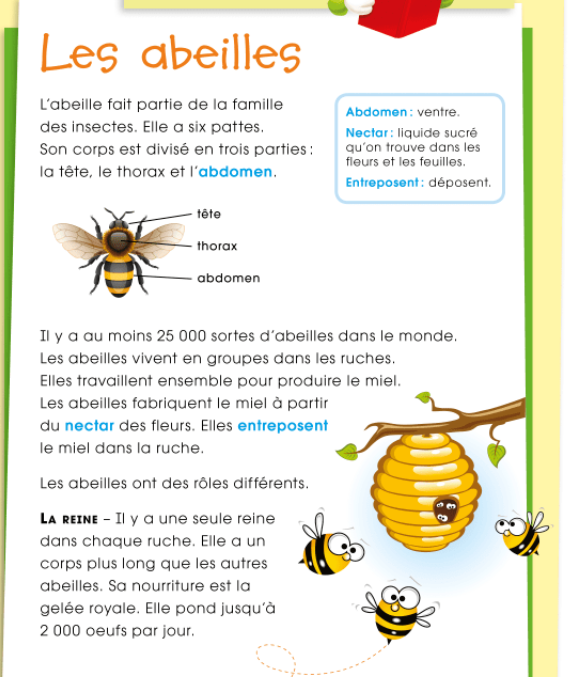 Les abeilles
L'abeille fait partie de la famille
des insectes. Elle a six pattes.
Son corps est divisé en trois parties :
la tête, le thorax et l'abdomen.
Abdomen : ventre.
Nectar : liquide sucré
qu'on trouve dans les
fleurs et les feuilles.
Entreposent : déposent.
tête
thorax
abdomen
Il y a au moins 25 000 sortes d'abeilles dans le monde.
Les abeilles vivent en groupes dans les ruches.
Elles travaillent ensemble pour produire le miel.
Les abeilles fabriquent le miel à partir
du nectar des fleurs. Elles entreposent
le miel dans la ruche.
Les abeilles ont des rôles différents.
LA REINE – Il y a une seule reine
dans chaque ruche. Elle a un
corps plus long que les autres
abeilles. Sa nourriture est la
gelée royale. Elle pond jusqu'à
2 000 oeufs par jour.